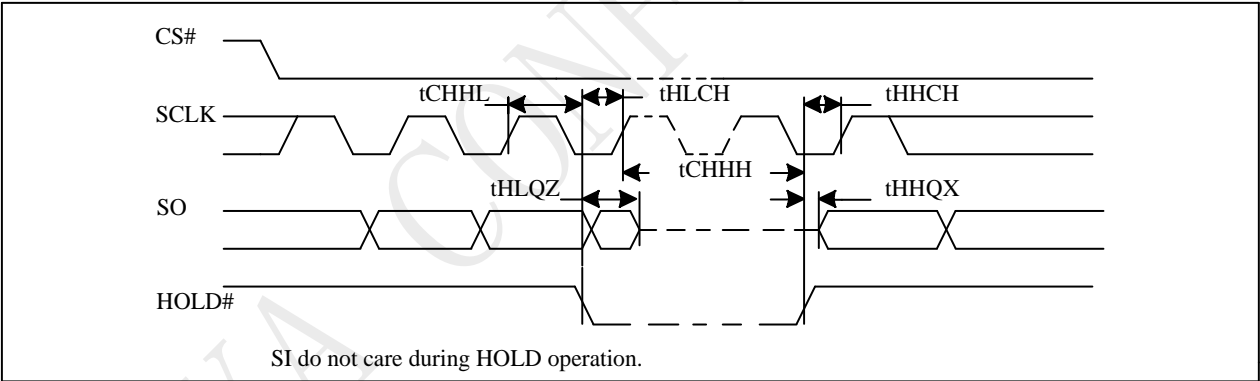 CS#
tCHHL tHLCH tHHCH
SCLK
tCHHH
tHLQZ tHHQX
SO
HOLD#
SI do not care during HOLD operation.